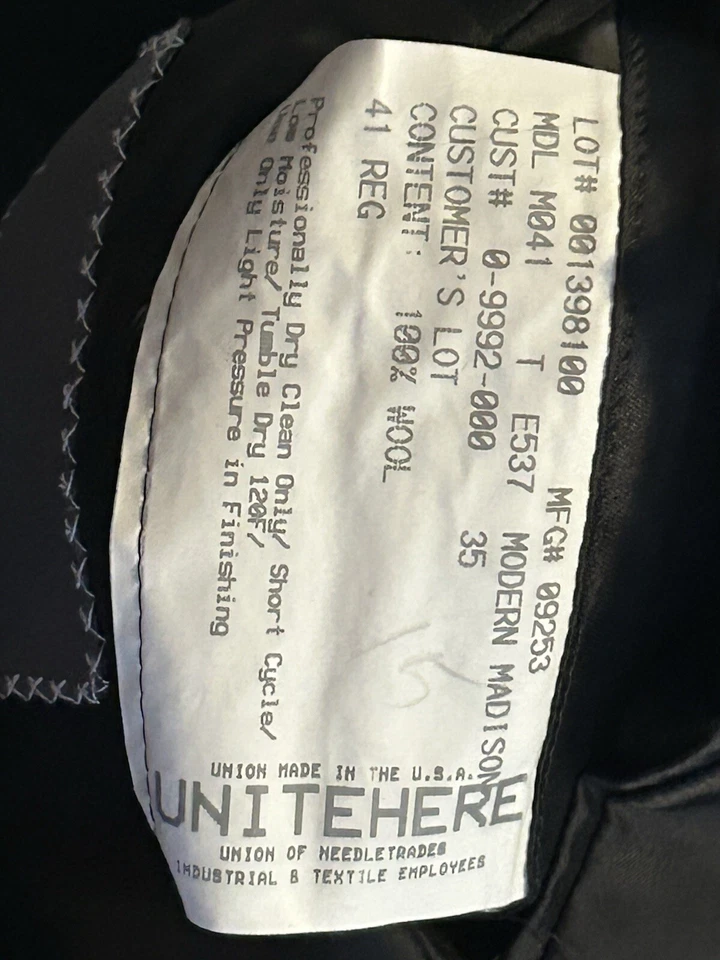 LOT# 001398100 MFG# 09253
MDL M041 T E537 MODERN MADISON
CUST# 0-9992-000 35
CUSTOMER'S LOT
CONTENT: 100% WOOL
41 REG
Professionally Dry Clean Only/ Short Cycle/
Low Moisture/ Tumble Dry 120F/
Use Only Light Pressure in Finishing
15
UNION MADE IN THE U.S.A.
UNITEHERE
UNION OF NEEDLETRADES
INDUSTRIAL & TEXTILE EMPLOYEES